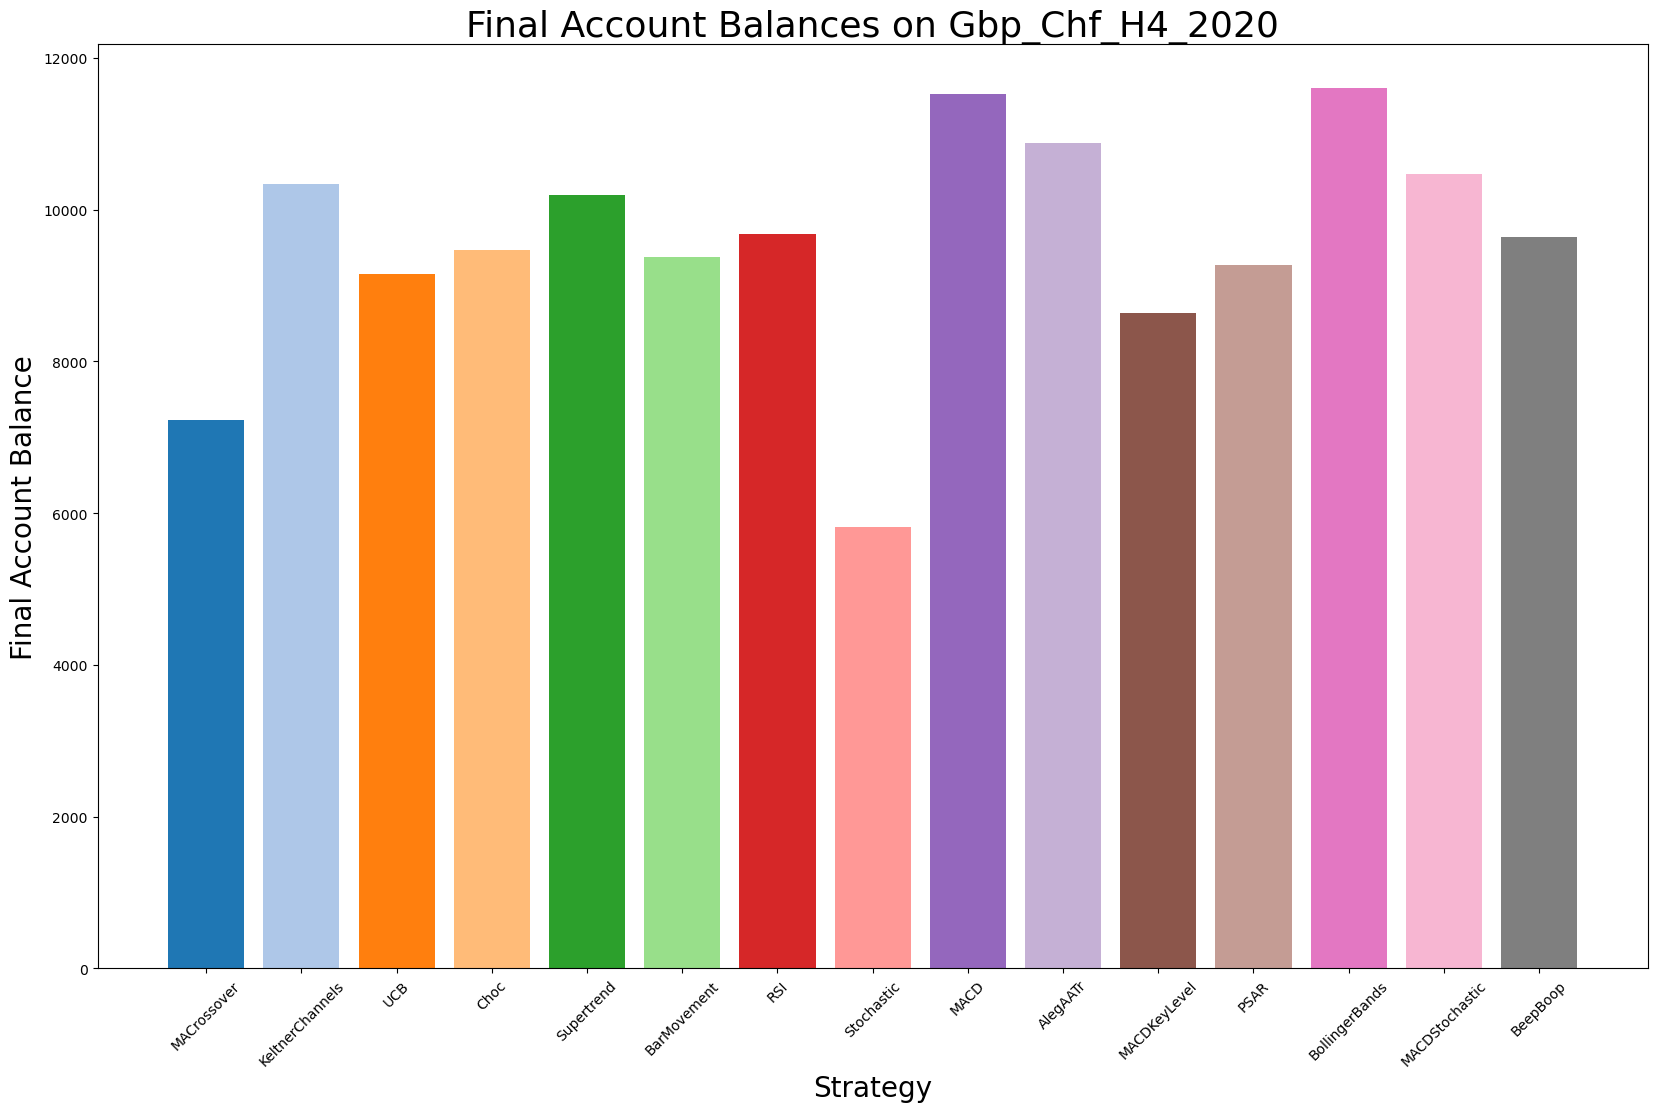 Final Account Balances on Gbp_Chf_H4_2020
Final Account Balance
12000
10000
8000
6000
4000
2000
0
MACrossover
KeltnerChannels
UCB
Choc
Supertrend
BarMovement
RSI
Stochastic
MACD
AlegAATr
MACDKeyLevel
PSAR
BollingerBands
MACDStochastic
BeepBoop
Strategy